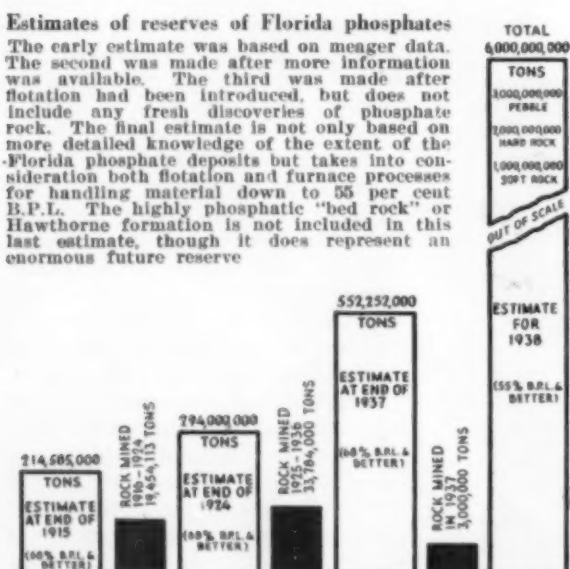 Estimates of reserves of Florida phosphates
The early estimate was based on meager data.
The second was made after more information
was available. The third was made after
flotation had been introduced, but does not
include any fresh discoveries of phosphate
rock. The final estimate is not only based on
more detailed knowledge of the extent of the
Florida phosphate deposits but takes into con-
sideration both flotation and furnace processes
for handling material down to 55 per cent
B.P.L. The highly phosphatic "bed rock" or
Hawthorne formation is not included in this
last estimate, though it does represent an
enormous future reserve
TOTAL
6,000,000,000
TONS
3,000,000,000
PEBBLE
2,000,000,000
HARD ROCK
1,000,000,000
SOFT ROCK
OUT OF SCALE
ESTIMATE
FOR
1938
(55% B.P.L. &
BETTER)
214,585,000
TONS
ESTIMATE
AT END OF
1915
(68% B.P.L. &
BETTER)
ROCK MINED
1916-1924
19,454,113 TONS
294,000,000
TONS
ESTIMATE
AT END OF
1924
(68% B.P.L. &
BETTER)
ROCK MINED
1925-1936
33,784,000 TONS
552,252,000
TONS
ESTIMATE
AT END OF
1937
(68% B.P.L. &
BETTER)
ROCK MINED
IN 1937
3,000,000 TONS